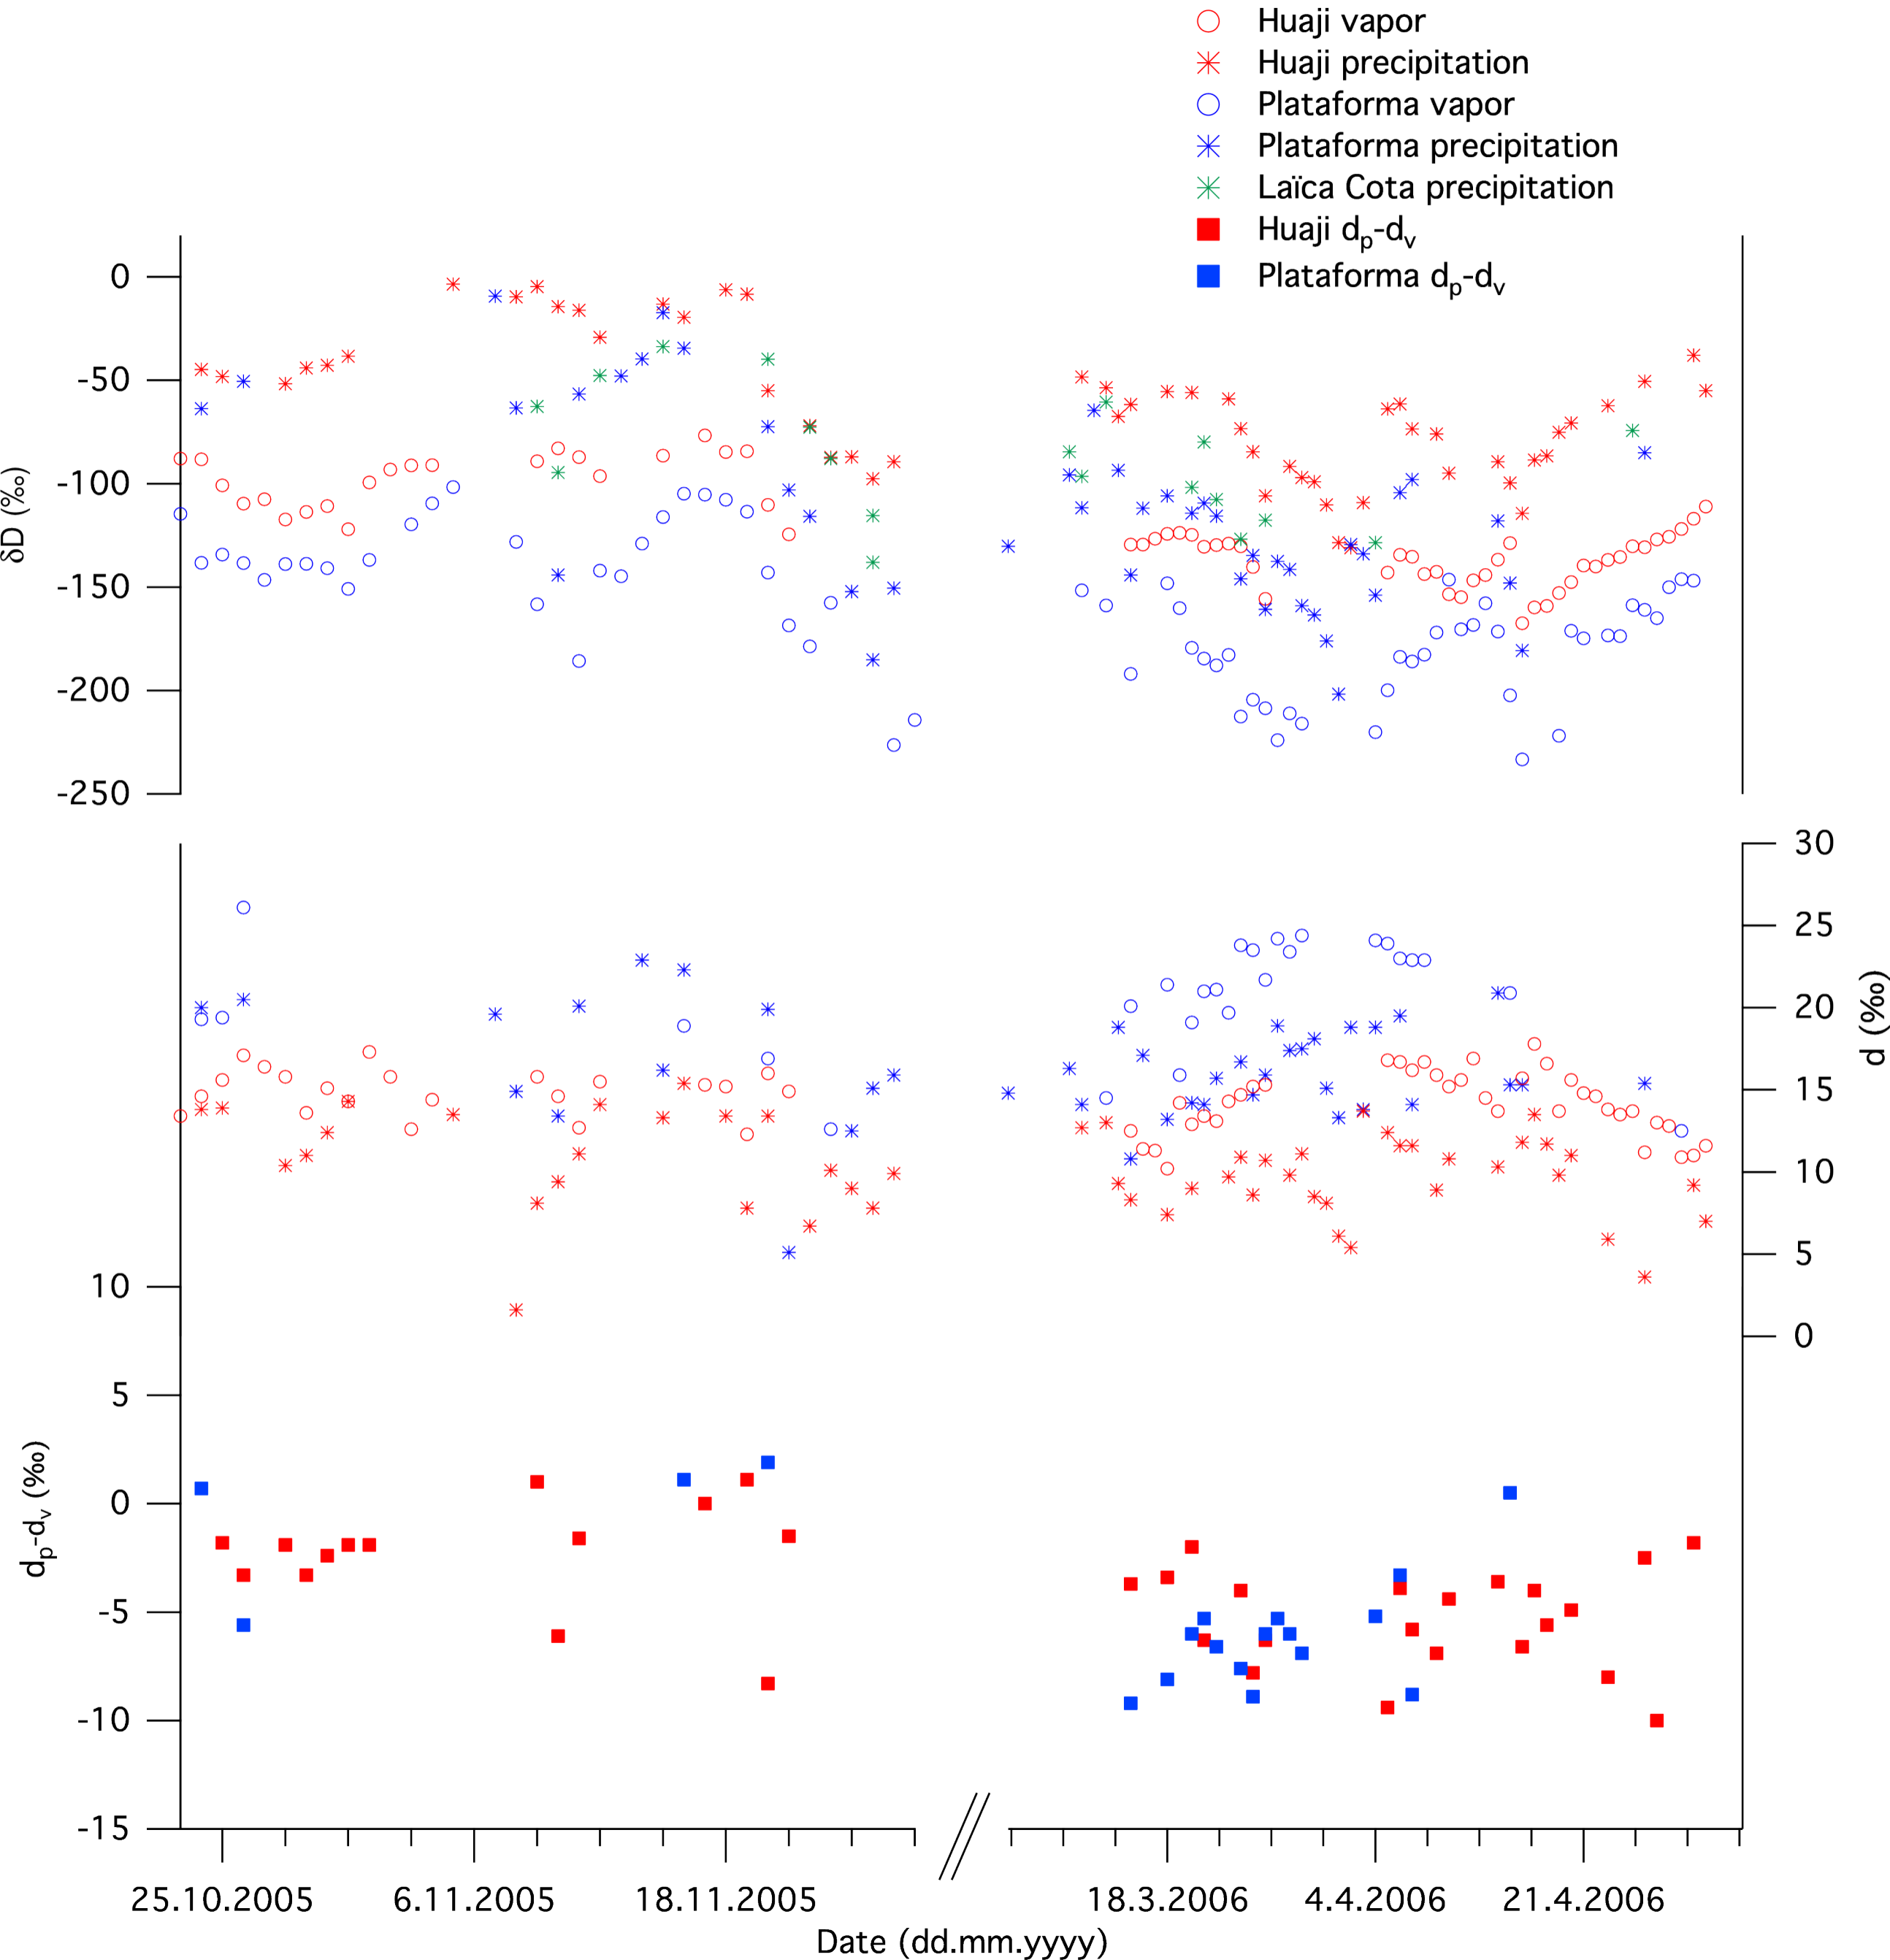 Huaji vapor
Huaji precipitation
Plataforma vapor
Plataforma precipitation
Laïca Cota precipitation
Huaji dp-dv
Plataforma dp-dv
0
-50
-100
-150
-200
-250
δD (‰)
30
25
20
15
10
5
0
d (‰)
10
5
0
-5
-10
-15
dp-dv (‰)
25.10.2005 6.11.2005 18.11.2005 18.3.2006 4.4.2006 21.4.2006
Date (dd.mm.yyyy)